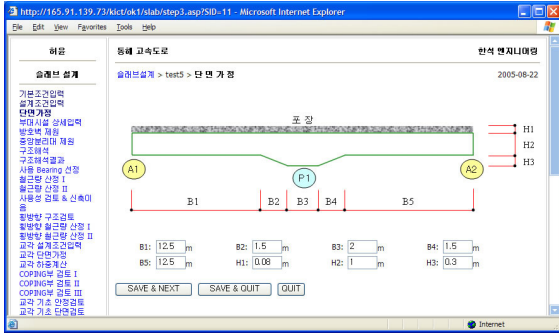 http://165.91.139.73/kict/ok1/slab/step3.asp?SID=11 - Microsoft Internet Explorer
File Edit View Favorites Tools Help
허윤
동해 고속도로
한석 엔지니어링
슬래브 설계
슬래브설계 > test5 > 단 면 가 정
2005-08-22
기본조건입력
설계조건입력
단면가정
부대시설 상세입력
방호벽 제원
중앙분리대 제원
구조해석
구조해석결과
사용 Bearing 선정
철근량 산정 I
철근량 산정 II
사용성 검토 & 신축이
음
횡방향 구조검토
횡방향 철근량 산정 I
횡방향 철근량 산정 II
교각 설계조건입력
교각 단면가정
교각 하중계산
COPING부 검토 I
COPING부 검토 II
COPING부 검토 III
교각 기초 안정검토
교각 기초 단면검토
포 장
H1
H2
H3
A1
P1
A2
B1
B2
B3
B4
B5
B1: 12.5 m
B2: 1.5 m
B3: 2 m
B4: 1.5 m
B5: 12.5 m
H1: 0.08 m
H2: 1 m
H3: 0.3 m
SAVE & NEXT
SAVE & QUIT
QUIT
Internet